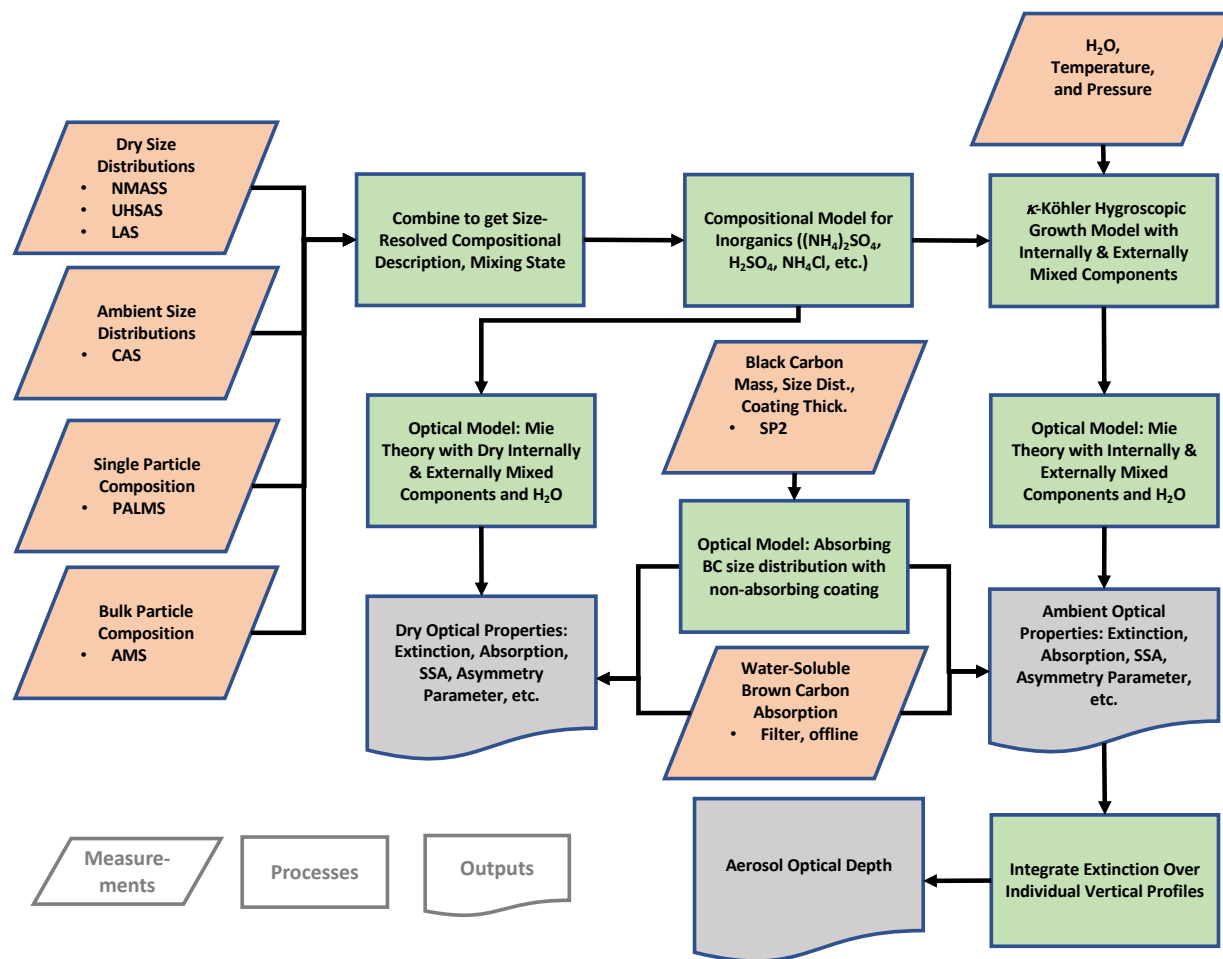 H₂O,
Temperature,
and Pressure
Dry Size
Distributions
• NMASS
• UHSAS
• LAS
Combine to get Size-
Resolved Compositional
Description, Mixing State
Compositional Model for
Inorganics ((NH₄)₂SO₄,
H₂SO₄, NH₄Cl, etc.)
κ-Köhler Hygroscopic
Growth Model with
Internally & Externally
Mixed Components
Ambient Size
Distributions
• CAS
Black Carbon
Mass, Size Dist.,
Coating Thick.
• SP2
Optical Model: Mie
Theory with Dry Internally
& Externally Mixed
Components and H₂O
Optical Model: Mie
Theory with Internally &
Externally Mixed
Components and H₂O
Single Particle
Composition
• PALMS
Optical Model: Absorbing
BC size distribution with
non-absorbing coating
Bulk Particle
Composition
• AMS
Dry Optical Properties:
Extinction, Absorption,
SSA, Asymmetry
Parameter, etc.
Ambient Optical
Properties: Extinction,
Absorption, SSA,
Asymmetry Parameter,
etc.
Water-Soluble
Brown Carbon
Absorption
• Filter, offline
Measure-
ments
Processes
Outputs
Aerosol Optical Depth
Integrate Extinction Over
Individual Vertical Profiles